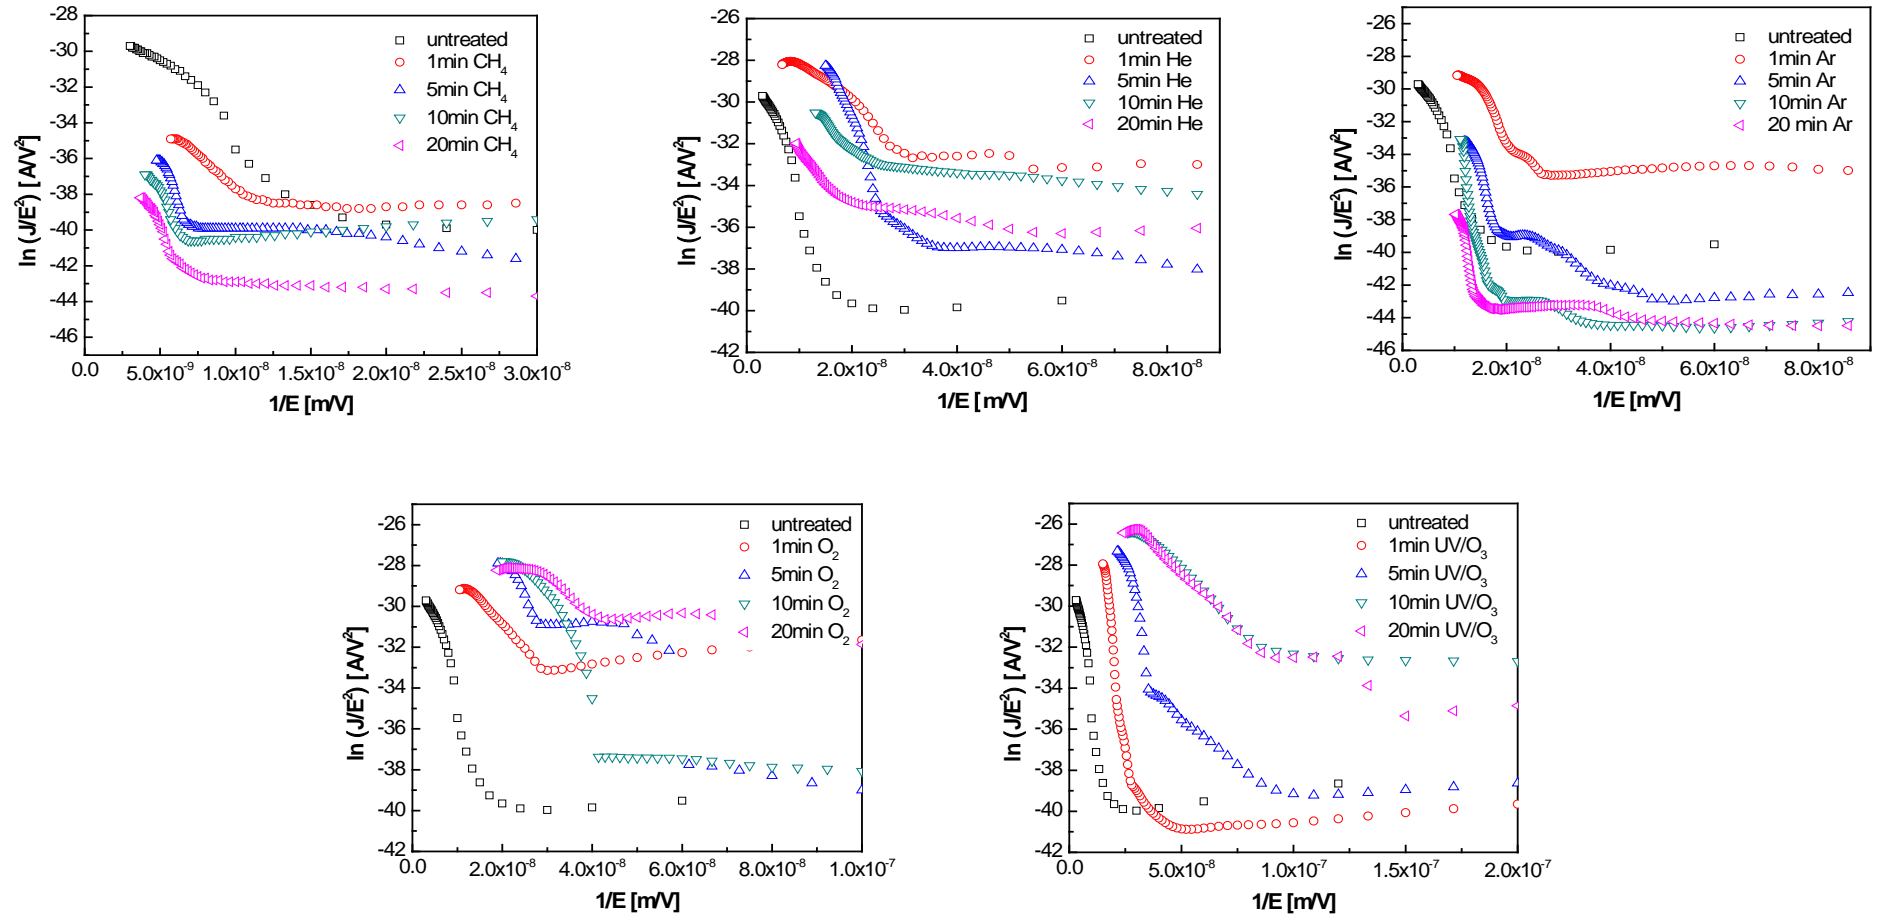 -28
-30
-32
-34
-36
-38
-40
-42
-44
-46
ln (J/E²) [A/V²]
untreated
1min CH₄
5min CH₄
10min CH₄
20min CH₄
0.0
5.0x10⁻⁹
1.0x10⁻⁸
1.5x10⁻⁸
2.0x10⁻⁸
2.5x10⁻⁸
3.0x10⁻⁸
1/E [m/V]
-26
-28
-30
-32
-34
-36
-38
-40
-42
ln (J/E²) [A/V²]
untreated
1min He
5min He
10min He
20min He
0.0
2.0x10⁻⁸
4.0x10⁻⁸
6.0x10⁻⁸
8.0x10⁻⁸
1/E [m/V]
-26
-28
-30
-32
-34
-36
-38
-40
-42
-44
-46
ln (J/E²) [A/V²]
untreated
1min Ar
5min Ar
10min Ar
20 min Ar
0.0
2.0x10⁻⁸
4.0x10⁻⁸
6.0x10⁻⁸
8.0x10⁻⁸
1/E [m/V]
-26
-28
-30
-32
-34
-36
-38
-40
-42
ln (J/E²) [A/V²]
untreated
1min O₂
5min O₂
10min O₂
20min O₂
0.0
2.0x10⁻⁸
4.0x10⁻⁸
6.0x10⁻⁸
8.0x10⁻⁸
1.0x10⁻⁷
1/E [m/V]
-26
-28
-30
-32
-34
-36
-38
-40
-42
ln (J/E²) [A/V²]
untreated
1min UV/O₃
5min UV/O₃
10min UV/O₃
20min UV/O₃
0.0
5.0x10⁻⁸
1.0x10⁻⁷
1.5x10⁻⁷
2.0x10⁻⁷
1/E [m/V]